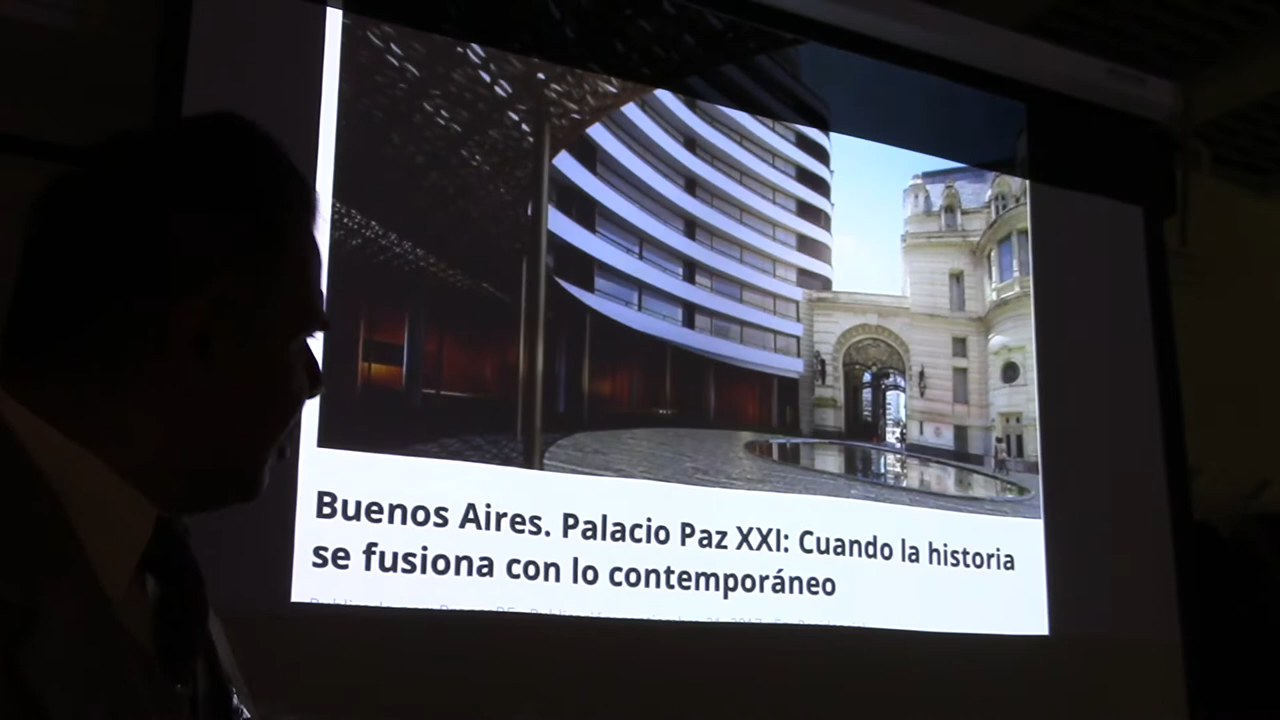 Buenos Aires. Palacio Paz XXI: Cuando la historia
se fusiona con lo contemporáneo